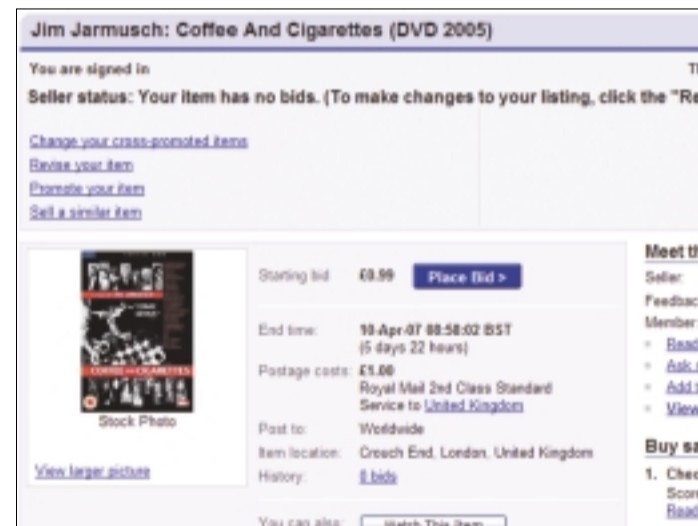 Jim Jarmusch: Coffee And Cigarettes (DVD 2005)
You are signed in
Seller status: Your item has no bids. (To make changes to your listing, click the "Re
Change your cross-promoted items
Revise your item
Promote your item
Sell a similar item
COFFEE AND CIGARETTES
Stock Photo
View larger picture
Starting bid £0.99 Place Bid >
End time: 10-Apr-07 08:58:02 BST
(5 days 22 hours)
Postage costs: £1.00
Royal Mail 2nd Class Standard
Service to United Kingdom
Post to: Worldwide
Item location: Crouch End, London, United Kingdom
History: 0 bids
You can also: Watch This Item
Meet th
Seller:
Feedbac
Member:
Read
Ask
Add
View
Buy sa
1. Chec
Scor
Read